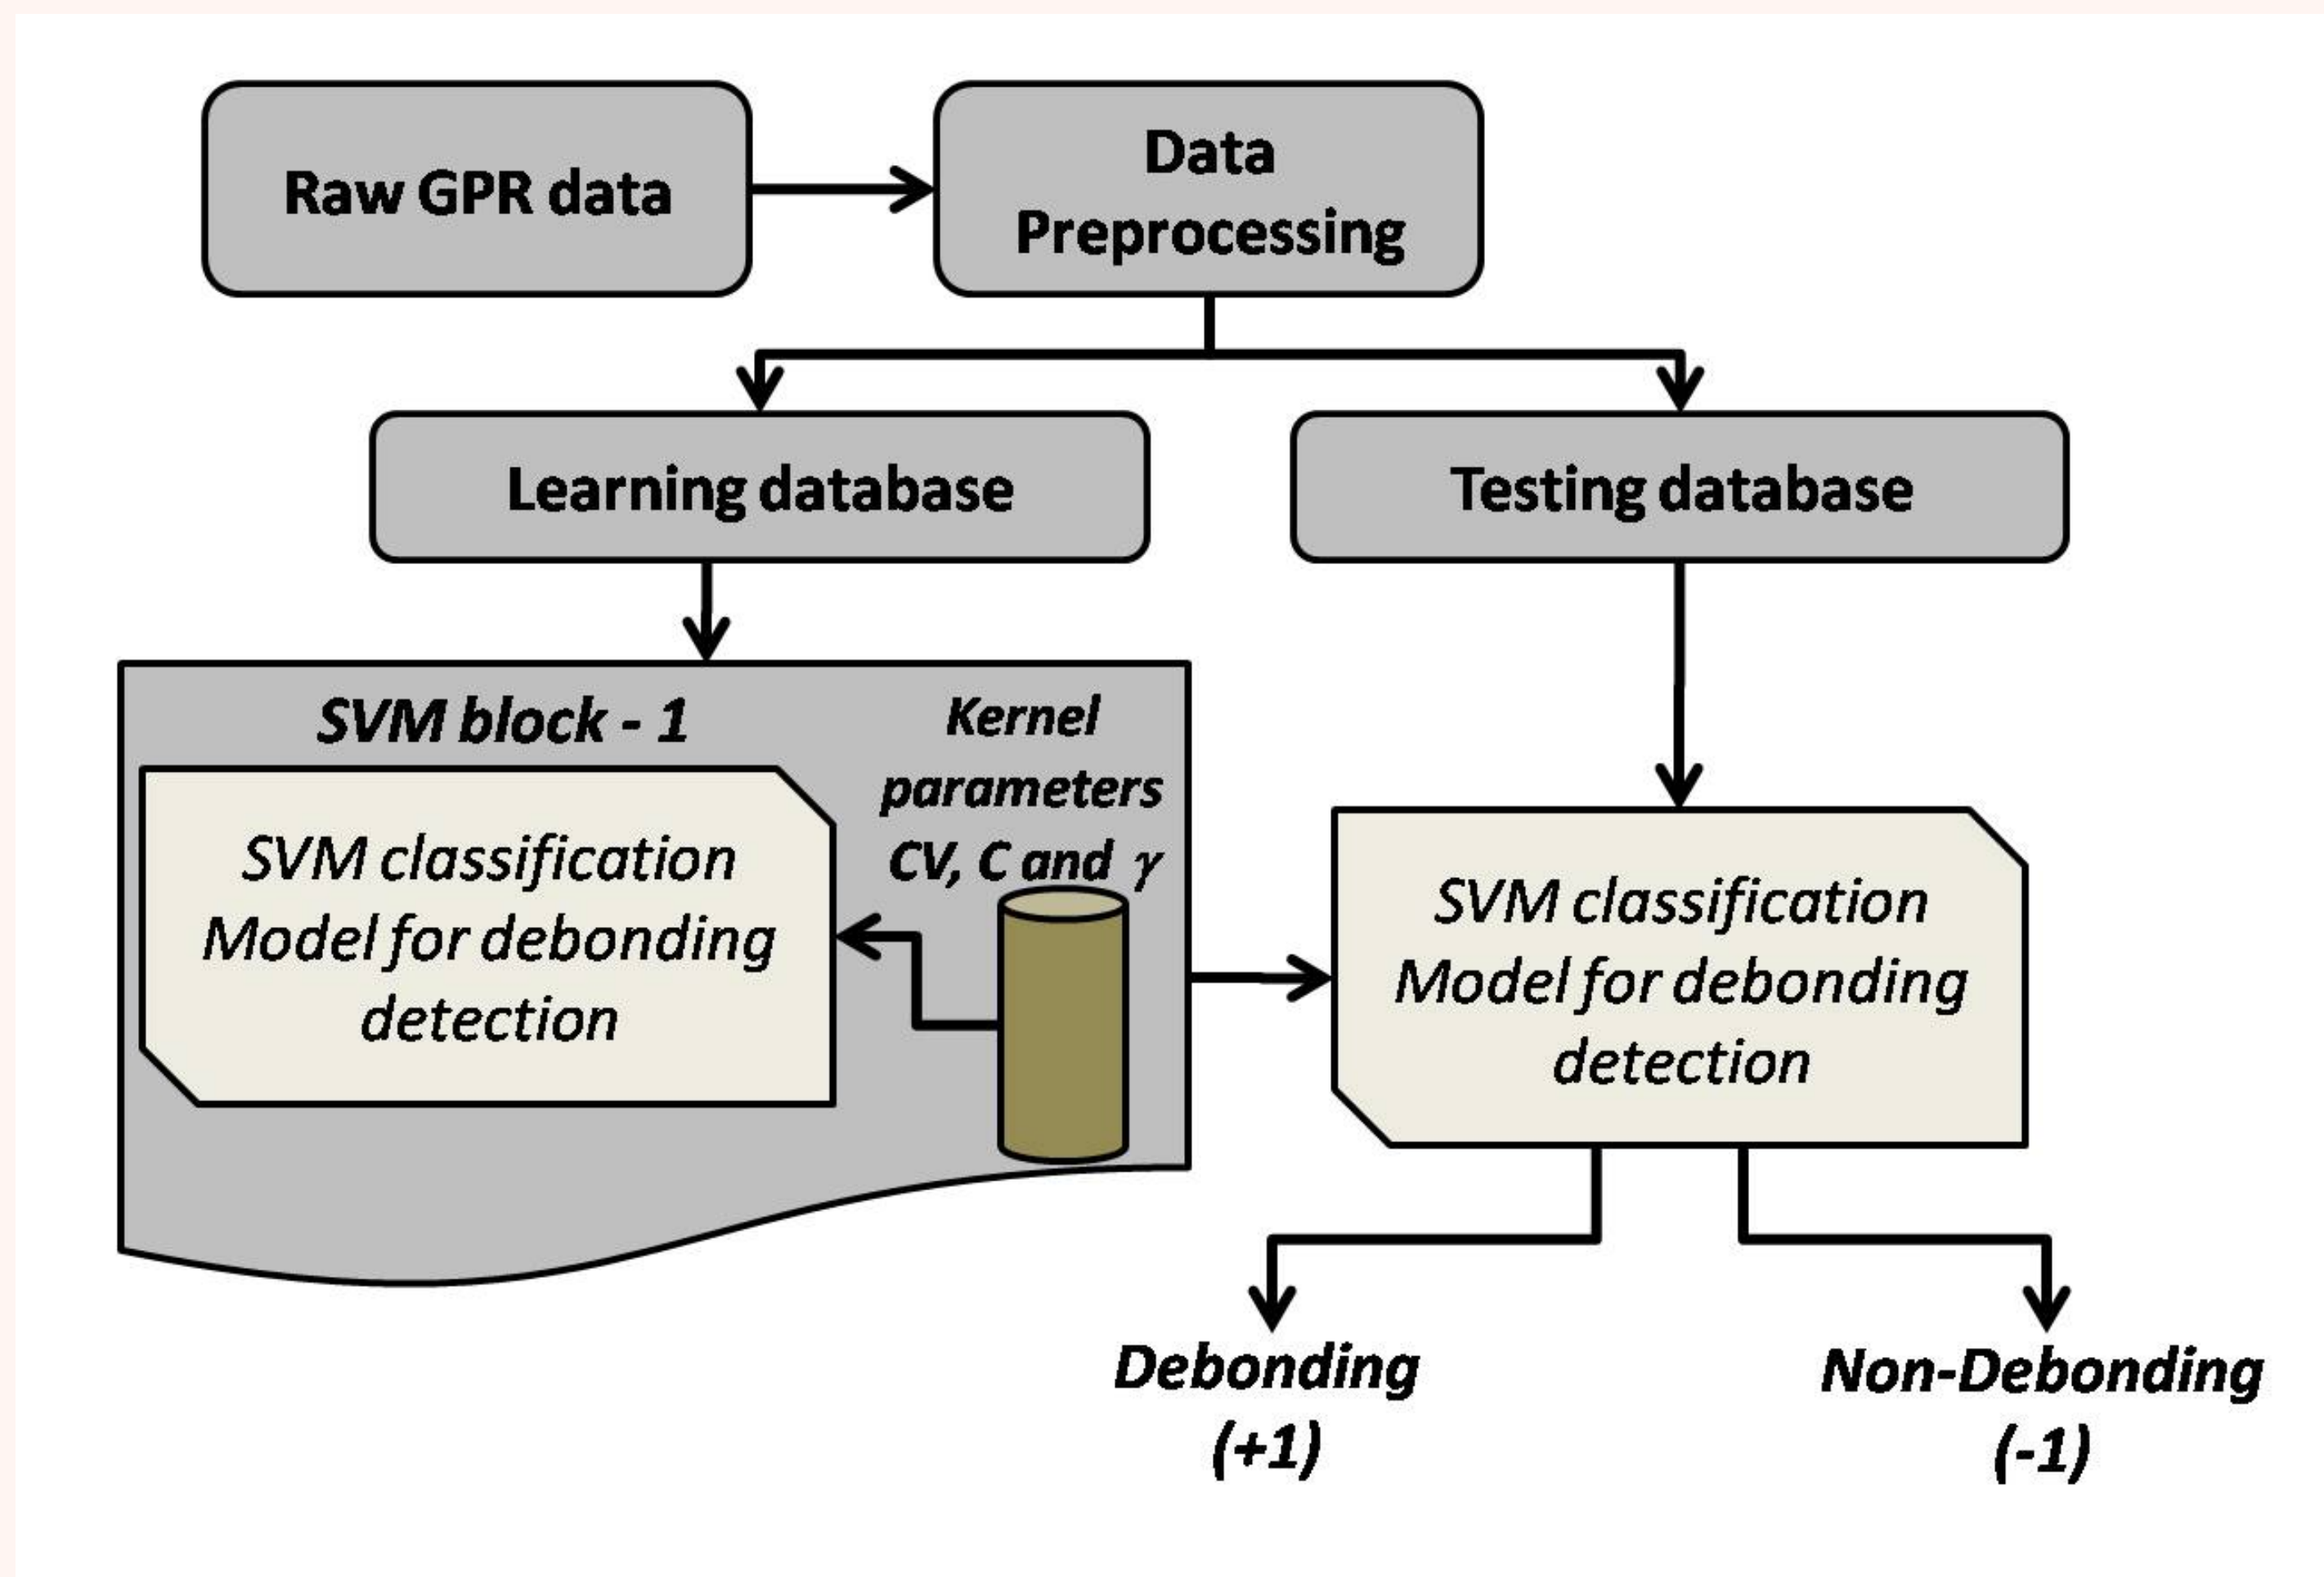 Raw GPR data
Data
Preprocessing
Learning database
Testing database
SVM block - 1
Kernel
parameters
CV, C and γ
SVM classification
Model for debonding
detection
SVM classification
Model for debonding
detection
Debonding
(+1)
Non-Debonding
(-1)